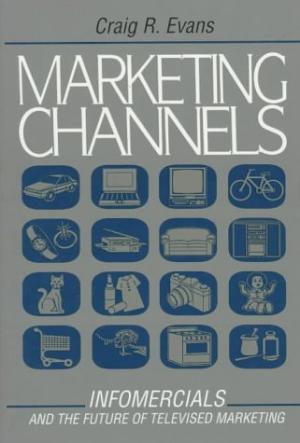 Craig R. Evans
MARKETING
CHANNELS
INFOMERCIALS
AND THE FUTURE OF TELEVISED MARKETING